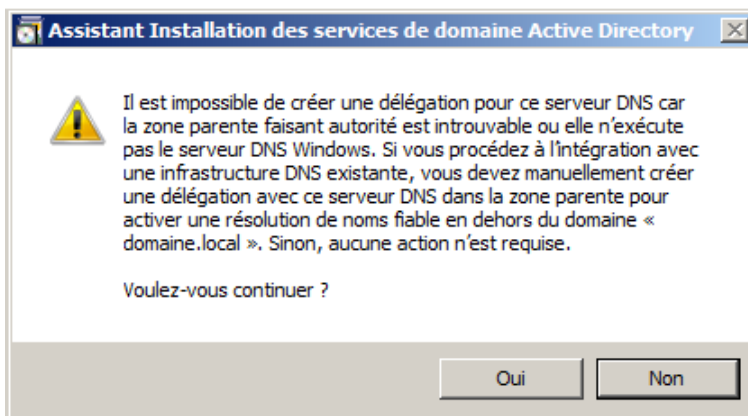 Assistant Installation des services de domaine Active Directory
Il est impossible de créer une délégation pour ce serveur DNS car
la zone parente faisant autorité est introuvable ou elle n'exécute
pas le serveur DNS Windows. Si vous procédez à l'intégration avec
une infrastructure DNS existante, vous devez manuellement créer
une délégation avec ce serveur DNS dans la zone parente pour
activer une résolution de noms fiable en dehors du domaine «
domaine.local ». Sinon, aucune action n'est requise.
Voulez-vous continuer ?
Oui
Non